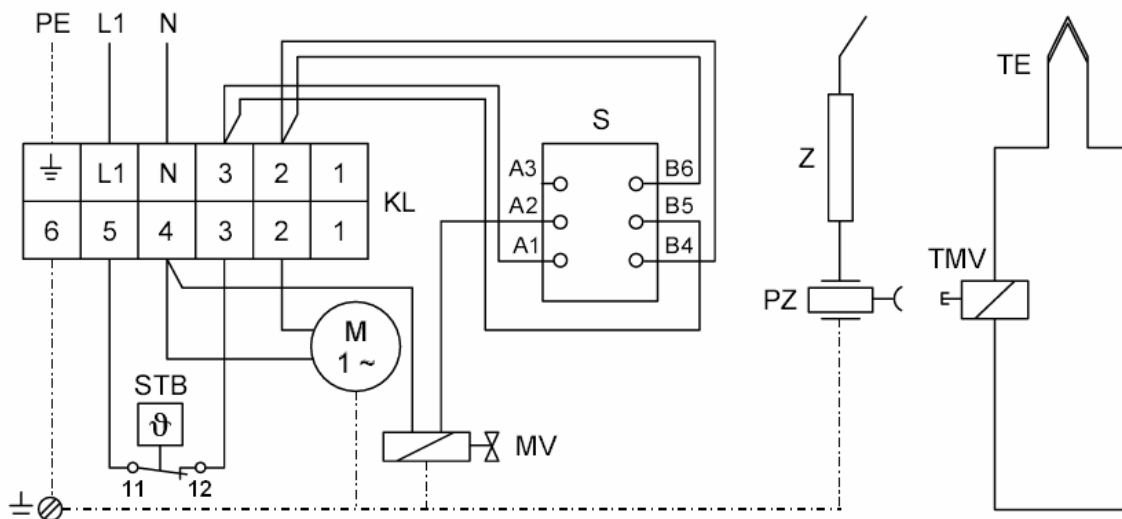 PE L1 N
TE
S
Z
L1 N 3 2 1
KL
6 5 4 3 2 1
A3 B6
A2 B5
A1 B4
TMV
PZ
M
1 ~
STB
ϑ
MV
11 12